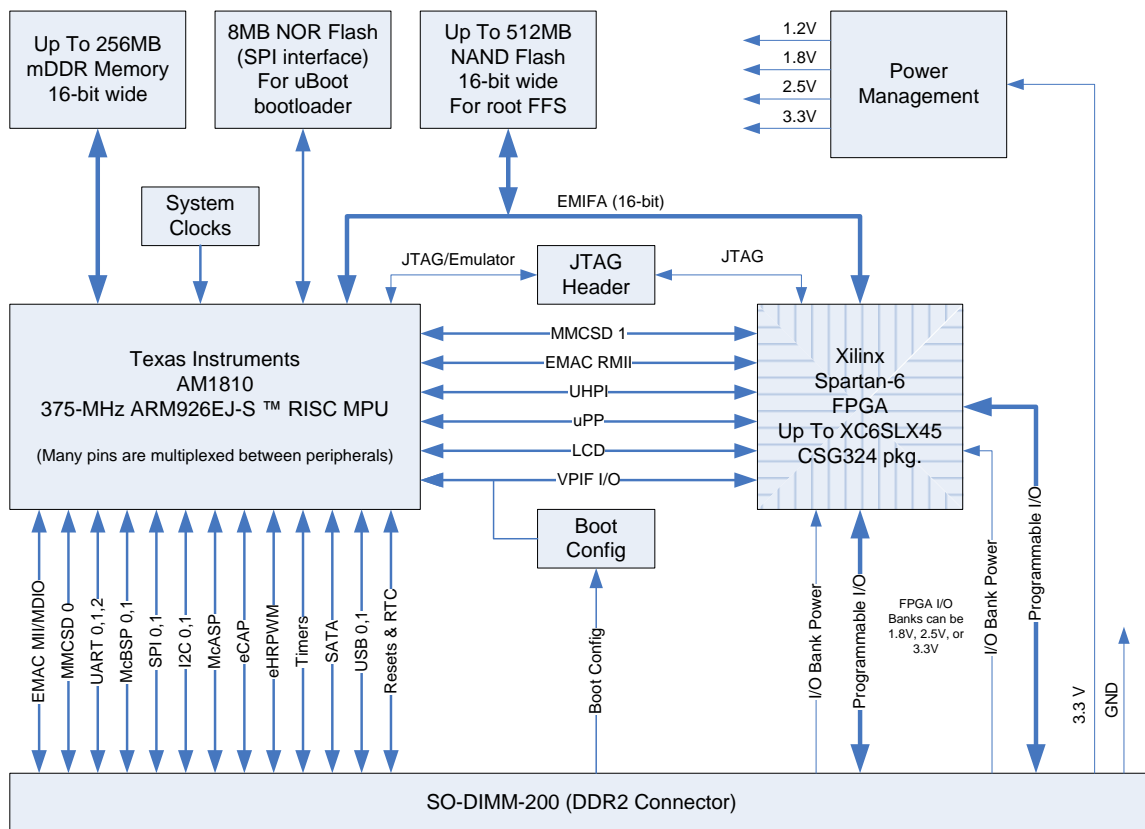 Up To 256MB
mDDR Memory
16-bit wide
8MB NOR Flash
(SPI interface)
For uBoot
bootloader
Up To 512MB
NAND Flash
16-bit wide
For root FFS
1.2V
1.8V
2.5V
3.3V
Power
Management
System
Clocks
EMIFA (16-bit)
JTAG/Emulator
JTAG
Header
JTAG
Texas Instruments
AM1810
375-MHz ARM926EJ-S ™ RISC MPU
(Many pins are multiplexed between peripherals)
MMCSD 1
EMAC RMII
UHPI
uPP
LCD
VPIF I/O
Xilinx
Spartan-6
FPGA
Up To XC6SLX45
CSG324 pkg.
Boot
Config
EMAC MII/MDIO
MMCSD 0
UART 0,1,2
McBSP 0,1
SPI 0,1
I2C 0,1
McASP
eCAP
eHRPWM
Timers
SATA
USB 0,1
Resets & RTC
Boot Config
I/O Bank Power
Programmable I/O
FPGA I/O
Banks can be
1.8V, 2.5V, or
3.3V
I/O Bank Power
Programmable I/O
3.3 V
GND
SO-DIMM-200 (DDR2 Connector)